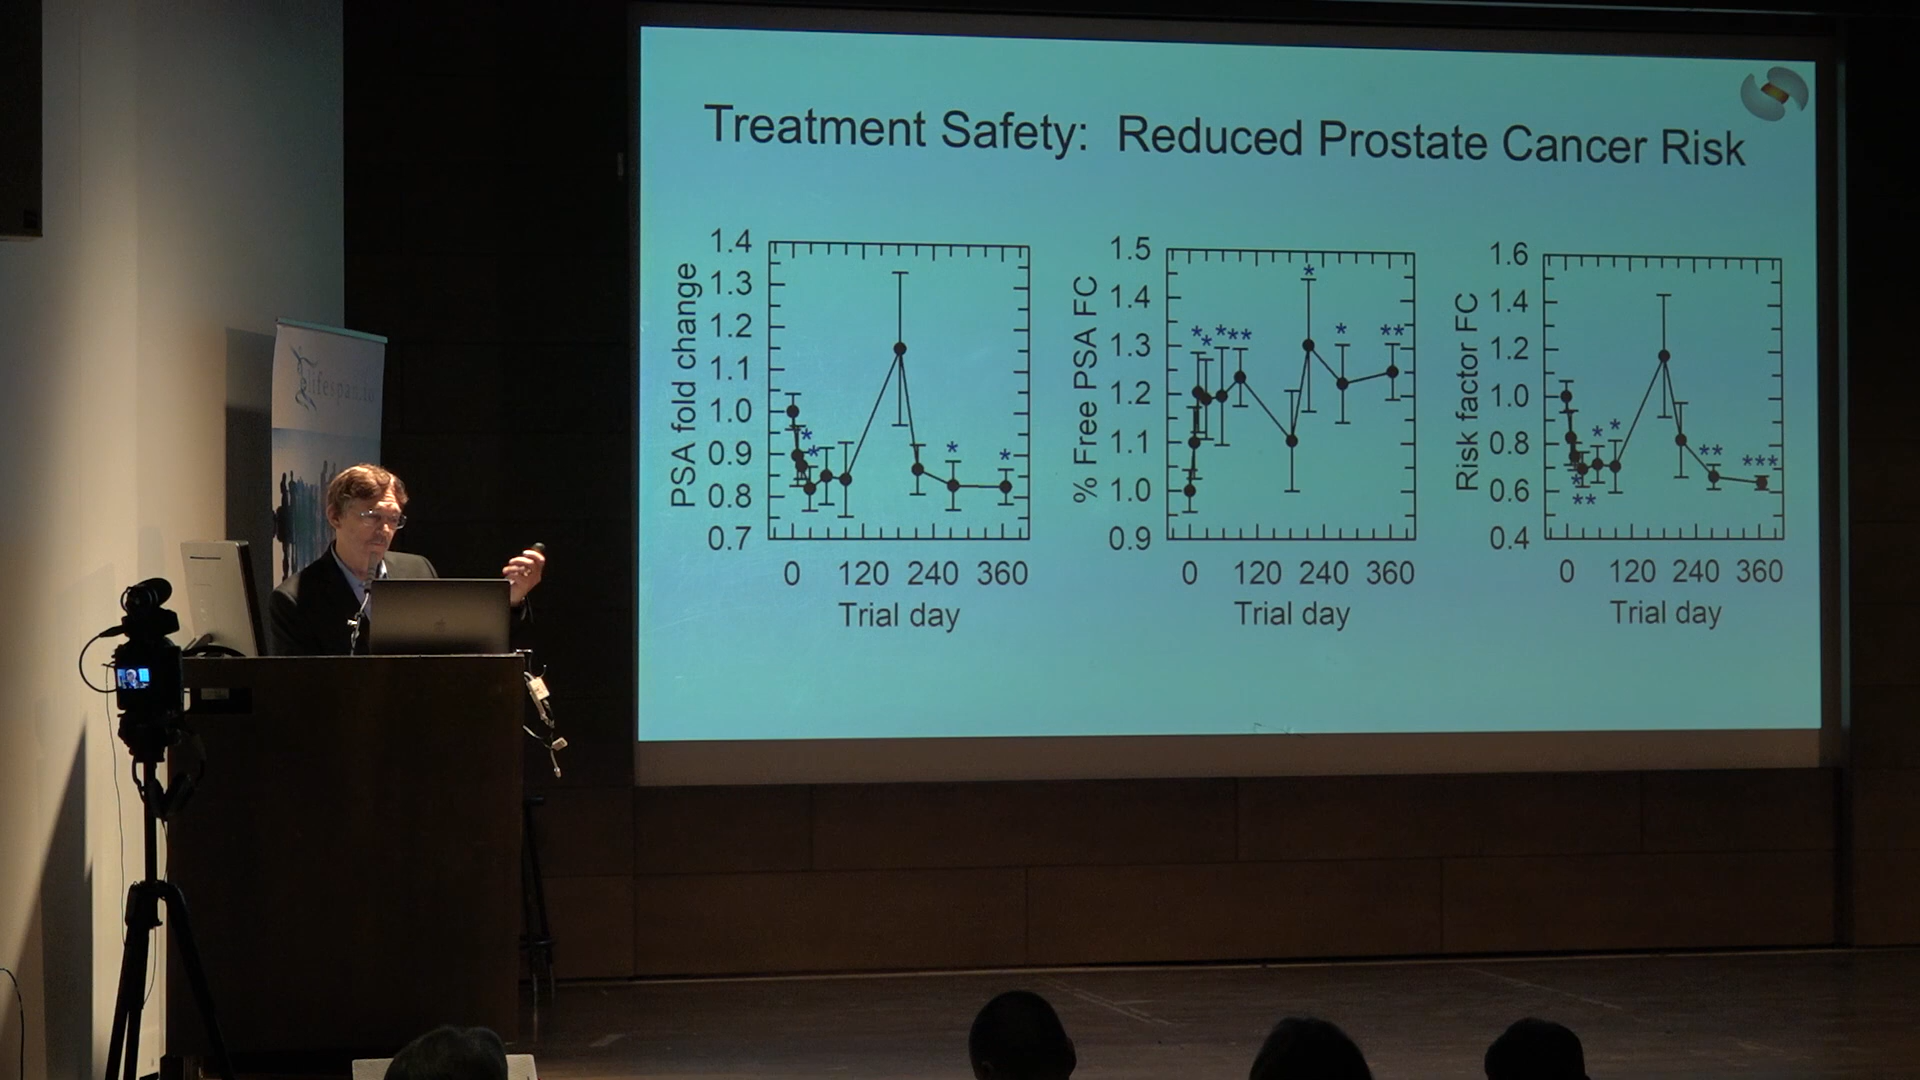 Treatment Safety: Reduced Prostate Cancer Risk
PSA fold change
1.4
1.3
1.2
1.1
1.0
0.9
0.8
0.7
* * * *
0 120 240 360
Trial day
% Free PSA FC
1.5
1.4
1.3
1.2
1.1
1.0
0.9
* * * ** * * **
0 120 240 360
Trial day
Risk factor FC
1.6
1.4
1.2
1.0
0.8
0.6
0.4
* ** * * ** ***
0 120 240 360
Trial day
lifespan.io